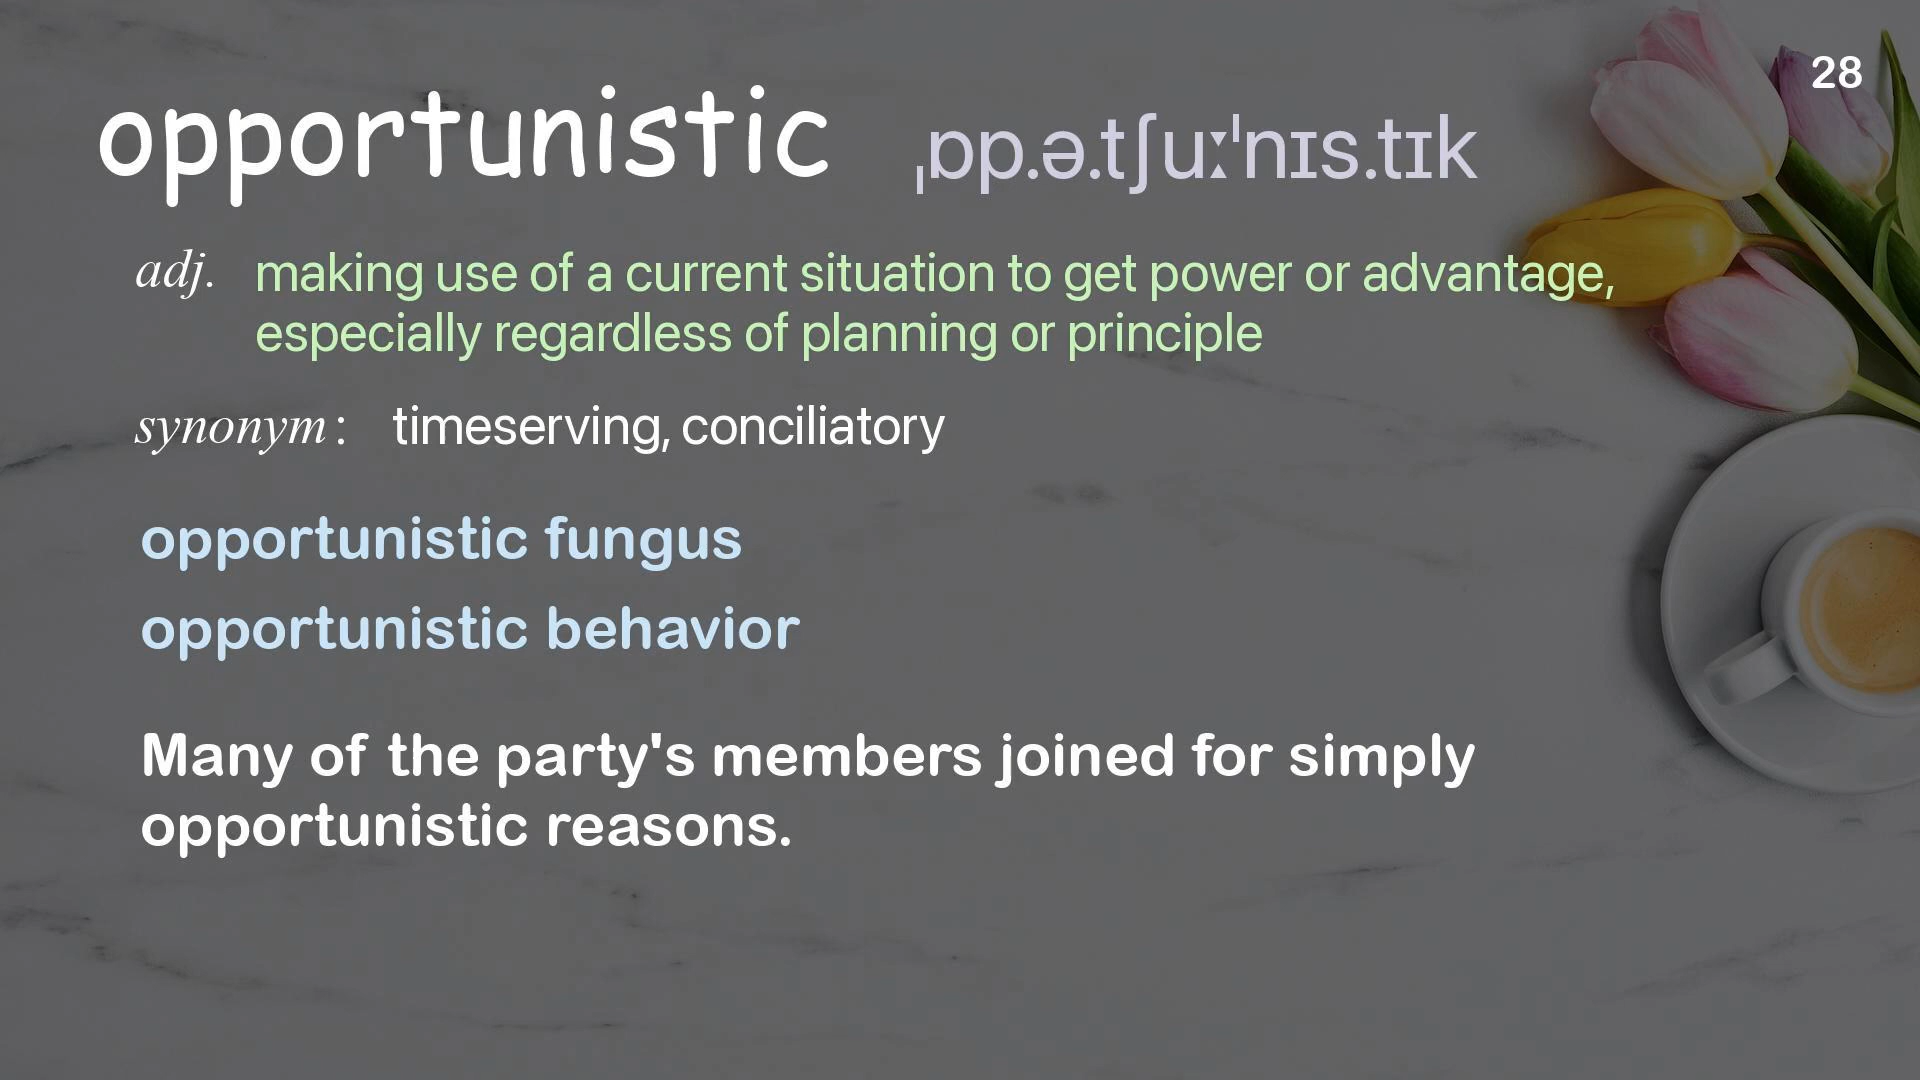 28
opportunistic ˌɒp.ə.tʃuːˈnɪs.tɪk
adj. making use of a current situation to get power or advantage,
especially regardless of planning or principle
synonym: timeserving, conciliatory
opportunistic fungus
opportunistic behavior
Many of the party's members joined for simply
opportunistic reasons.